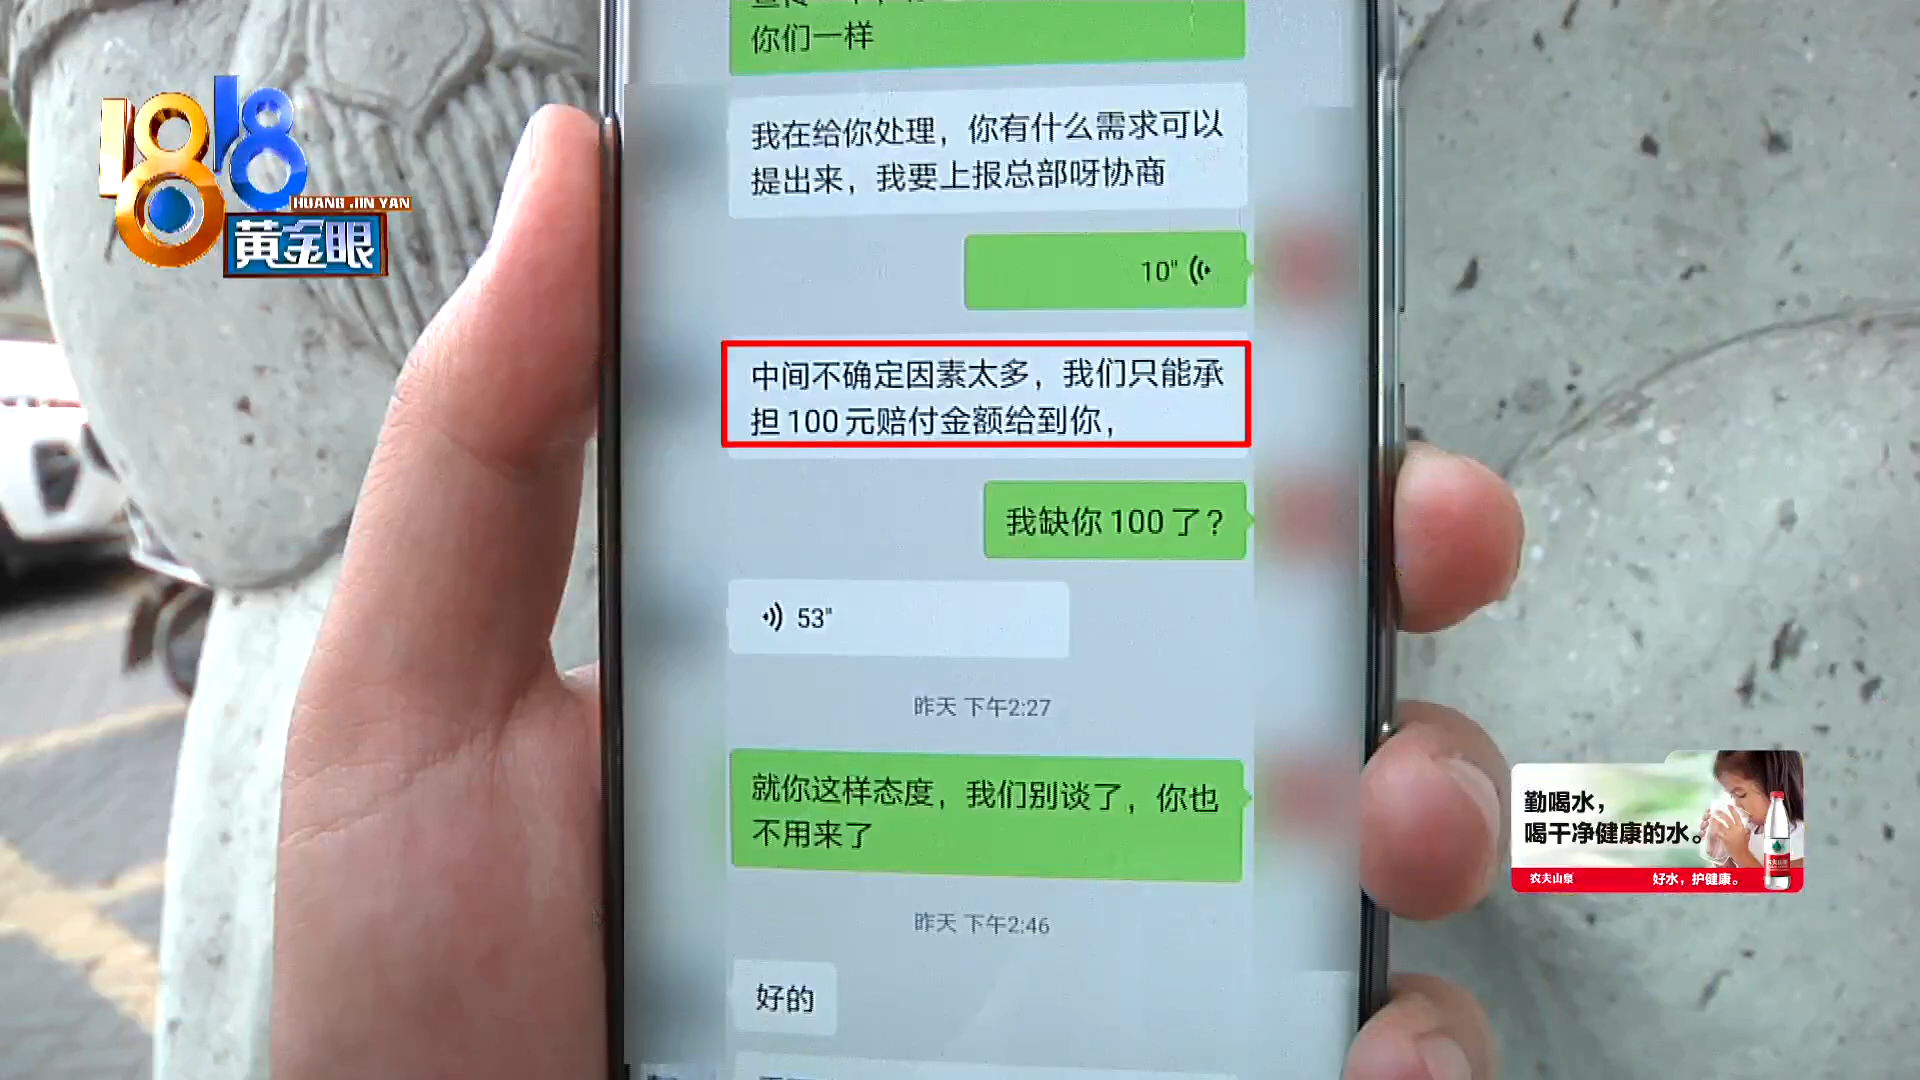 1818
HUANG JIN YAN
黄金眼
你们一样
我在给你处理，你有什么需求可以
提出来，我要上报总部呀协商
10"
中间不确定因素太多，我们只能承
担100元赔付金额给到你，
我缺你100了？
53"
昨天 下午2:27
就你这样态度，我们别谈了，你也
不用来了
昨天 下午2:46
好的
勤喝水，
喝干净健康的水。
农夫山泉
好水，护健康。